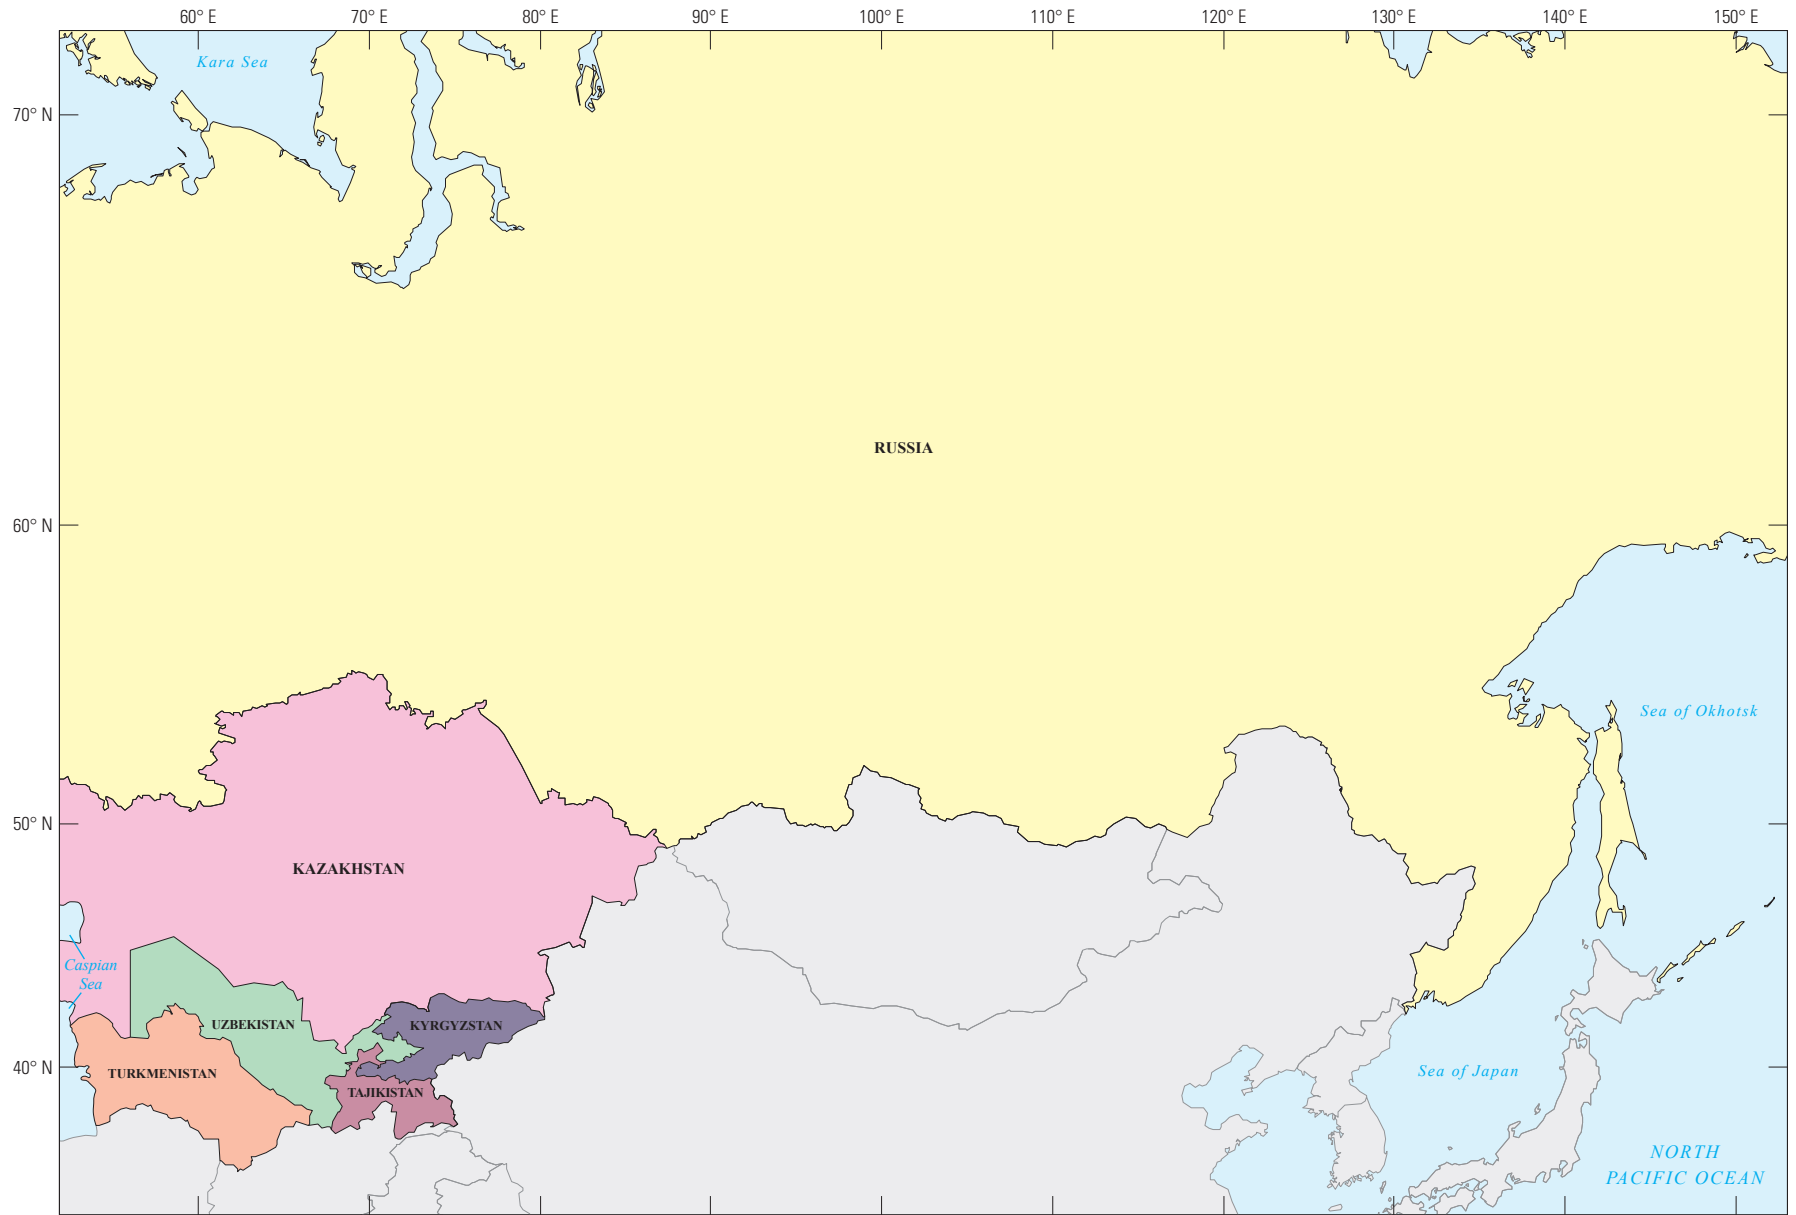 60° E
70° E
80° E
90° E
100° E
110° E
120° E
130° E
140° E
150° E
Kara Sea
70° N
RUSSIA
60° N
Sea of Okhotsk
50° N
KAZAKHSTAN
Caspian
Sea
UZBEKISTAN
KYRGYZSTAN
40° N
TURKMENISTAN
TAJIKISTAN
Sea of Japan
NORTH
PACIFIC OCEAN